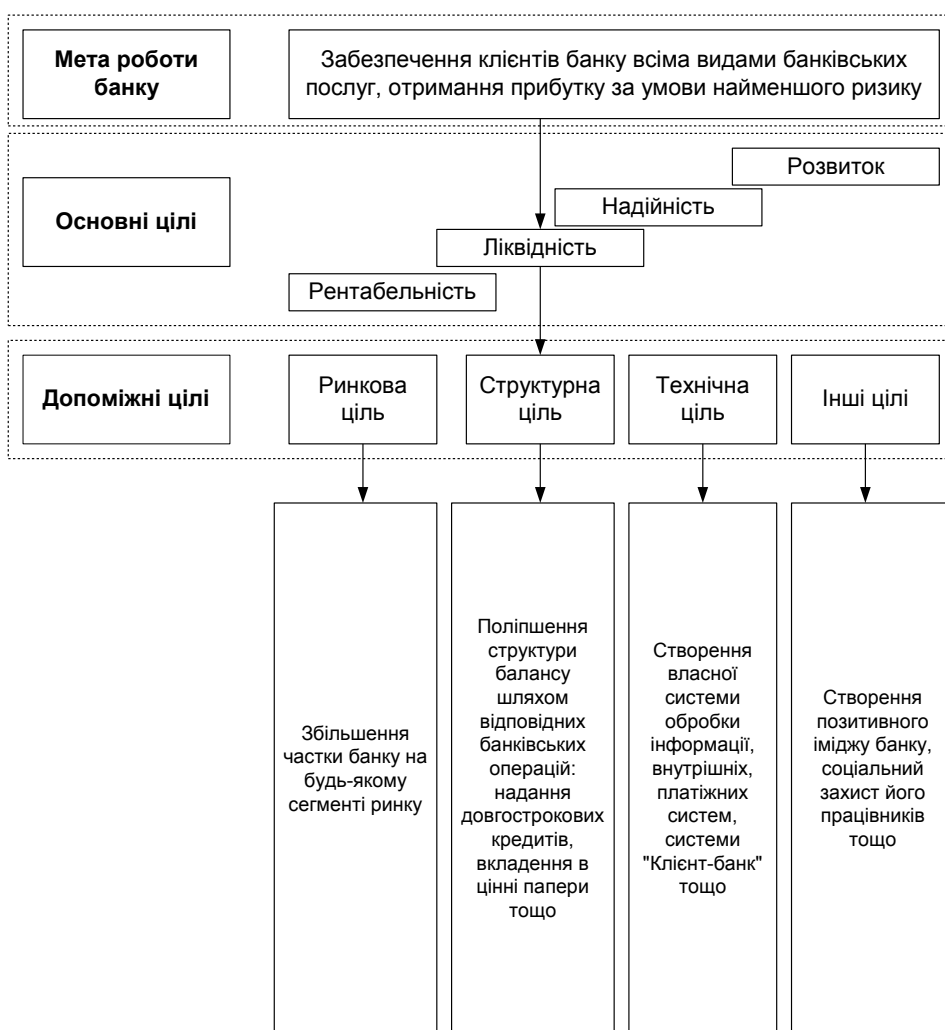 Мета роботи
банку
Забезпечення клієнтів банку всіма видами банківських
послуг, отримання прибутку за умови найменшого ризику
Основні цілі
Розвиток
Надійність
Ліквідність
Рентабельність
Допоміжні цілі
Ринкова
ціль
Структурна
ціль
Технічна
ціль
Інші цілі
Збільшення
частки банку на
будь-якому
сегменті ринку
Поліпшення
структури
балансу
шляхом
відповідних
банківських
операцій:
надання
довгострокових
кредитів,
вкладення в
цінні папери
тощо
Створення
власної
системи
обробки
інформації,
внутрішніх,
платіжних
систем,
системи
"Клієнт-банк"
тощо
Створення
позитивного
іміджу банку,
соціальний
захист його
працівників
тощо